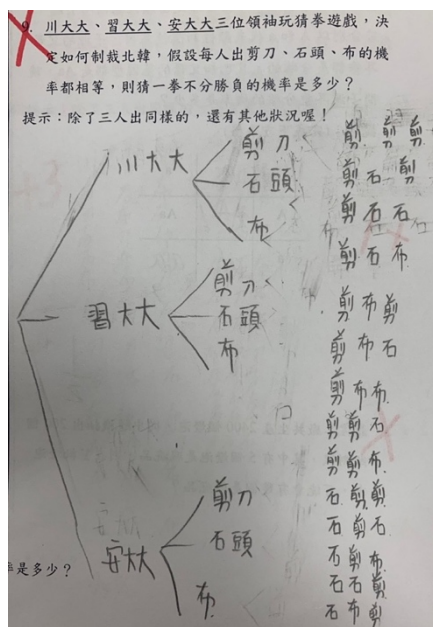 9. 川大大、習大大、安大大三位領袖玩猜拳遊戲，決
定如何制裁北韓，假設每人出剪刀、石頭、布的機
率都相等，則猜一拳不分勝負的機率是多少？
提示：除了三人出同樣的，還有其他狀況喔！
川大大
剪刀
石頭
布
習大大
剪刀
石頭
布
安大大
剪刀
石頭
布
率是多少？
剪 剪 剪
剪 石 剪
剪 石 石
剪 石 布
剪 布 剪
剪 布 石
剪 布 布
剪 剪 石
剪 剪 布
石 剪 剪
石 剪 石
石 剪 布
石 石 剪
石 布 剪